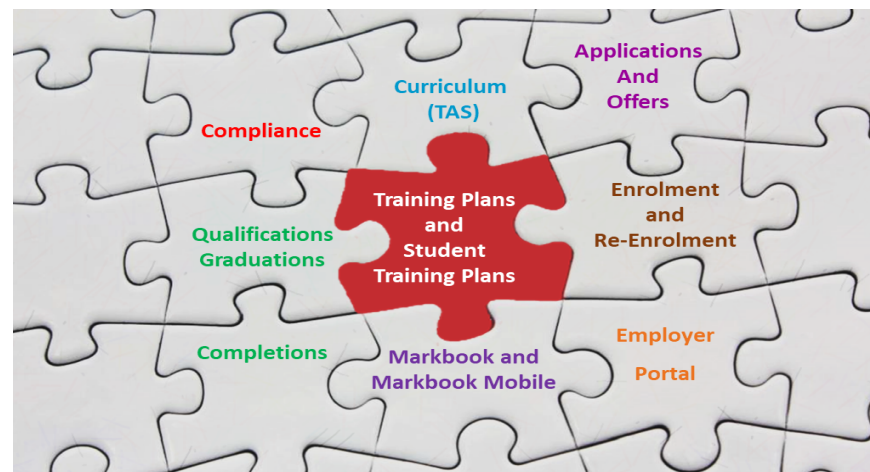 Applications
And
Offers
Curriculum
(TAS)
Compliance
Training Plans
and
Student
Training Plans
Enrolment
and
Re-Enrolment
Qualifications
Graduations
Completions
Markbook and
Markbook Mobile
Employer
Portal